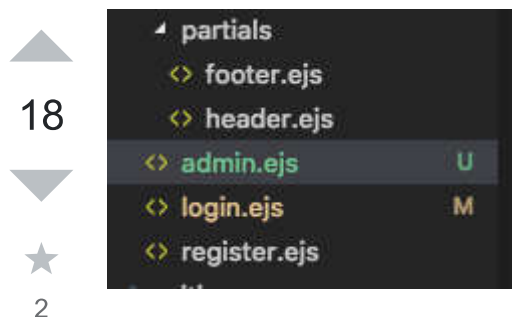 partials
footer.ejs
18
header.ejs
admin.ejs U
login.ejs M
register.ejs
2